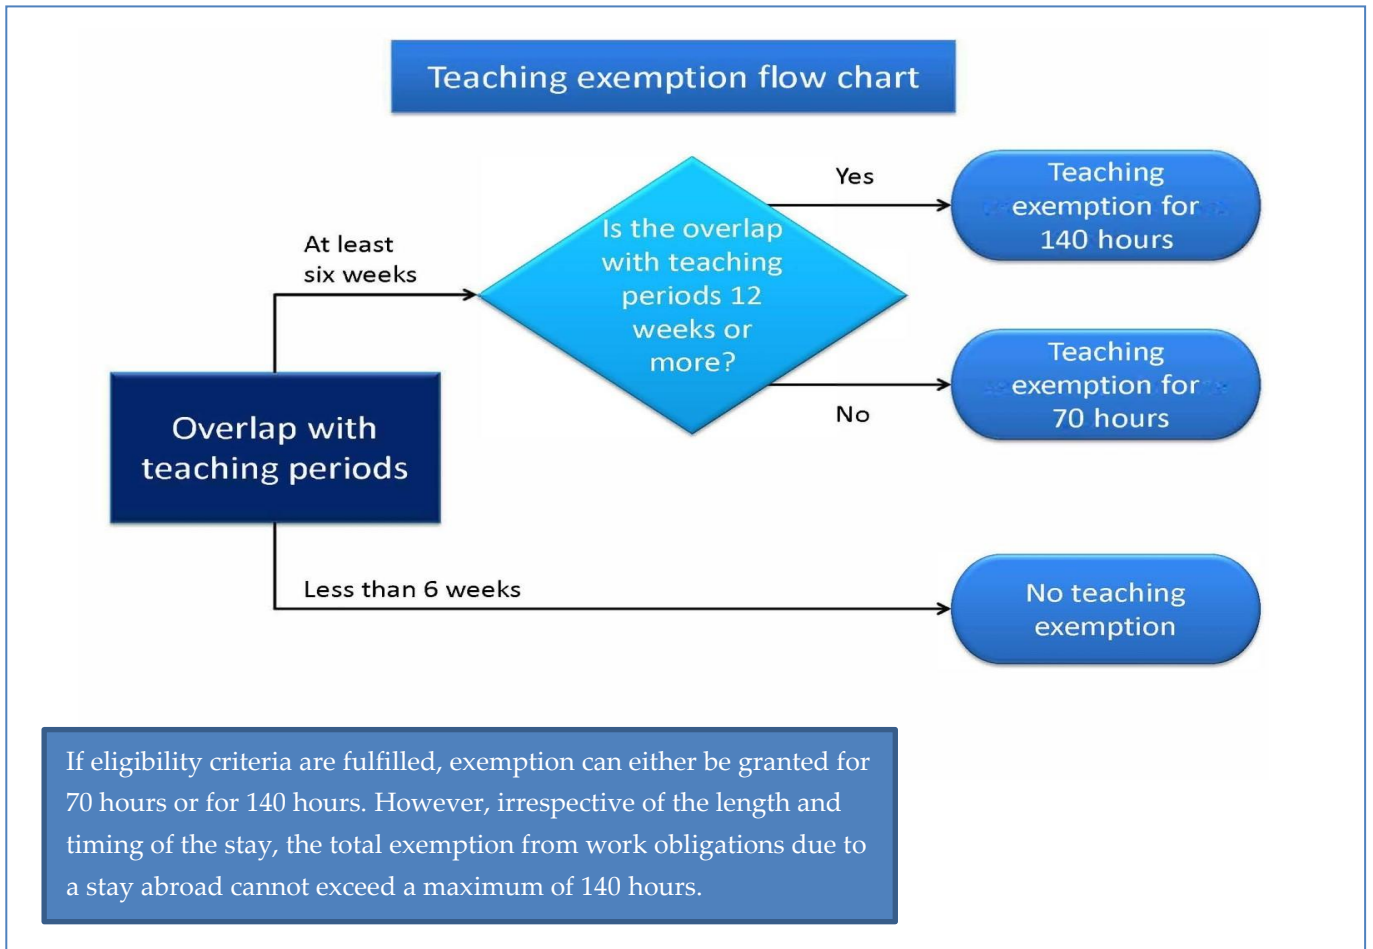 Teaching exemption flow chart
Yes
Teaching
exemption for
140 hours
Is the overlap
with teaching
periods 12
weeks or
more?
At least
six weeks
Teaching
exemption for
70 hours
No
Overlap with
teaching periods
Less than 6 weeks
No teaching
exemption
If eligibility criteria are fulfilled, exemption can either be granted for
70 hours or for 140 hours. However, irrespective of the length and
timing of the stay, the total exemption from work obligations due to
a stay abroad cannot exceed a maximum of 140 hours.